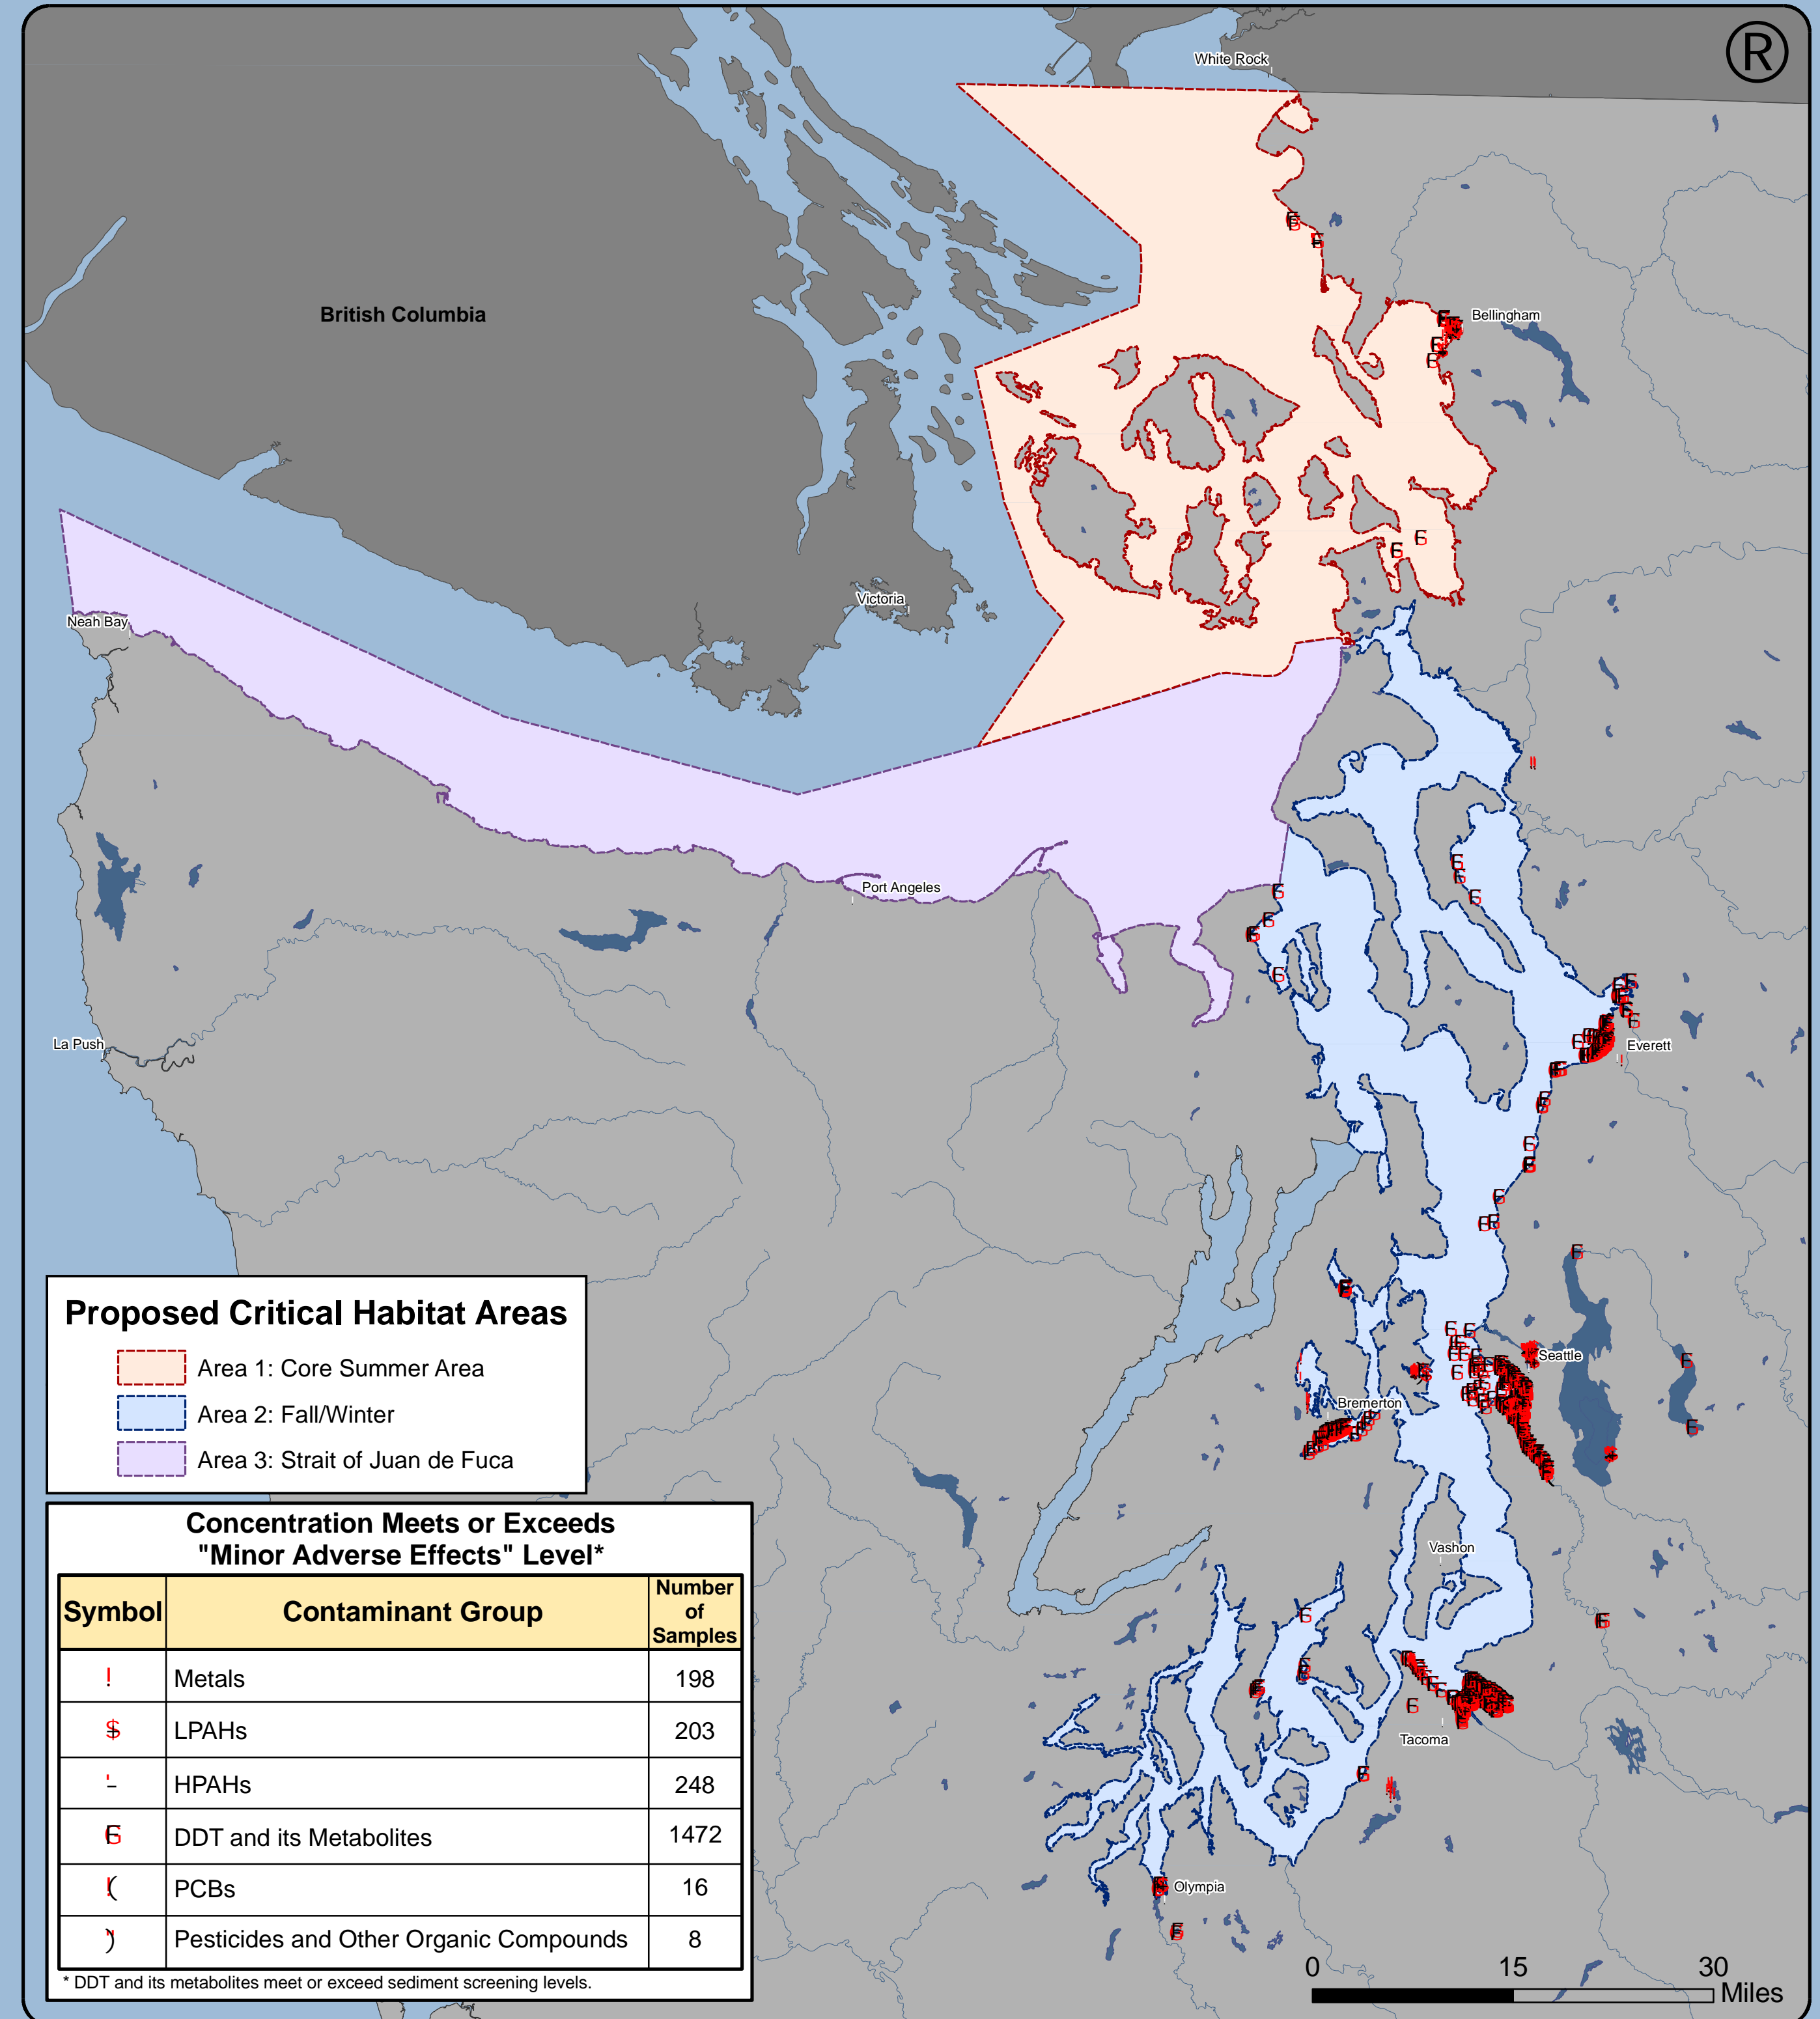 ®
White Rock
British Columbia
Bellingham
Victoria
Neah Bay
Port Angeles
La Push
Everett
Seattle
Bremerton
Vashon
Tacoma
Olympia
Proposed Critical Habitat Areas
Area 1: Core Summer Area
Area 2: Fall/Winter
Area 3: Strait of Juan de Fuca
Concentration Meets or Exceeds
"Minor Adverse Effects" Level*
Symbol Contaminant Group Number of Samples
! Metals 198
$ LPAHs 203
HPAHs 248
DDT and its Metabolites 1472
( PCBs 16
) Pesticides and Other Organic Compounds 8
* DDT and its metabolites meet or exceed sediment screening levels.
0 15 30
Miles